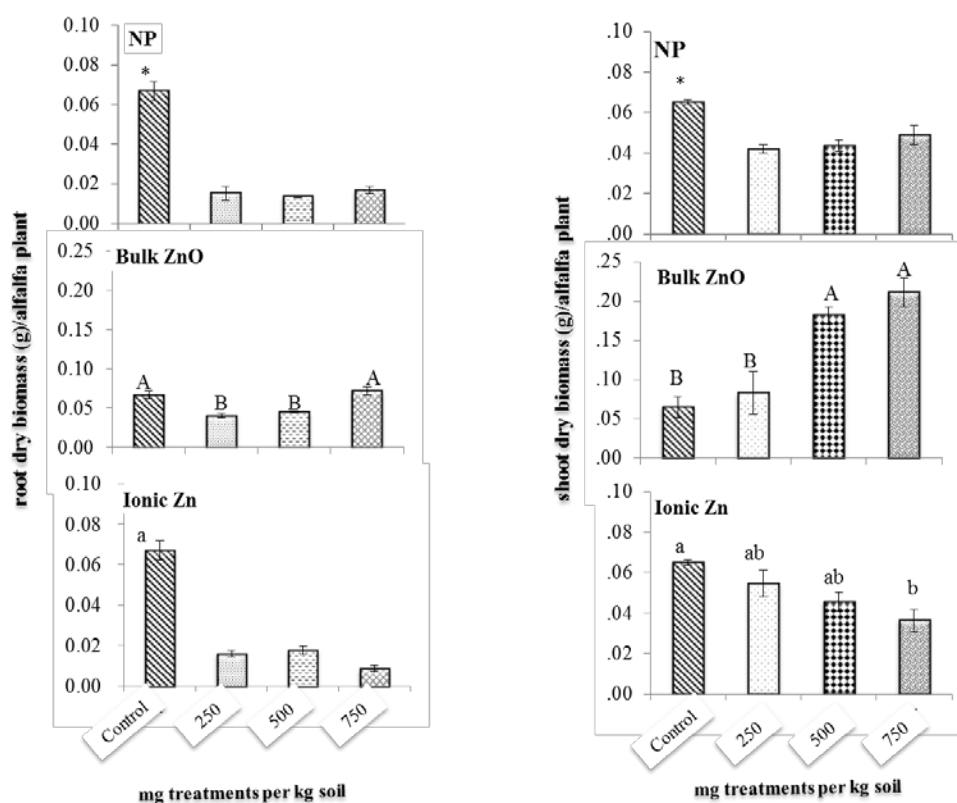 0.10
NP
0.08
*
0.06
0.04
0.02
0.00
0.25
Bulk ZnO
0.20
0.15
0.10
A
B
B
A
0.05
0.00
0.10
Ionic Zn
0.08
a
0.06
0.04
0.02
0.00
Control
250
500
750
root dry biomass (g)/alfalfa plant
mg treatments per kg soil
.10
NP
.08
*
.06
.04
.02
.00
.25
Bulk ZnO
.20
A
A
.15
.10
B
B
.05
.00
.10
Ionic Zn
.08
a
ab
ab
b
.06
.04
.02
.00
Control
250
500
750
shoot dry biomass (g)/alfalfa plant
mg treatments per kg soil